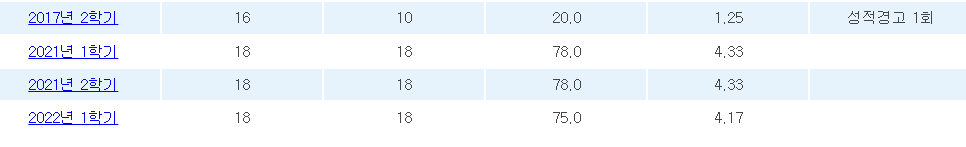 2017년 2학기 16 10 20.0 1.25 성적경고 1회
2021년 1학기 18 18 78.0 4.33
2021년 2학기 18 18 78.0 4.33
2022년 1학기 18 18 75.0 4.17